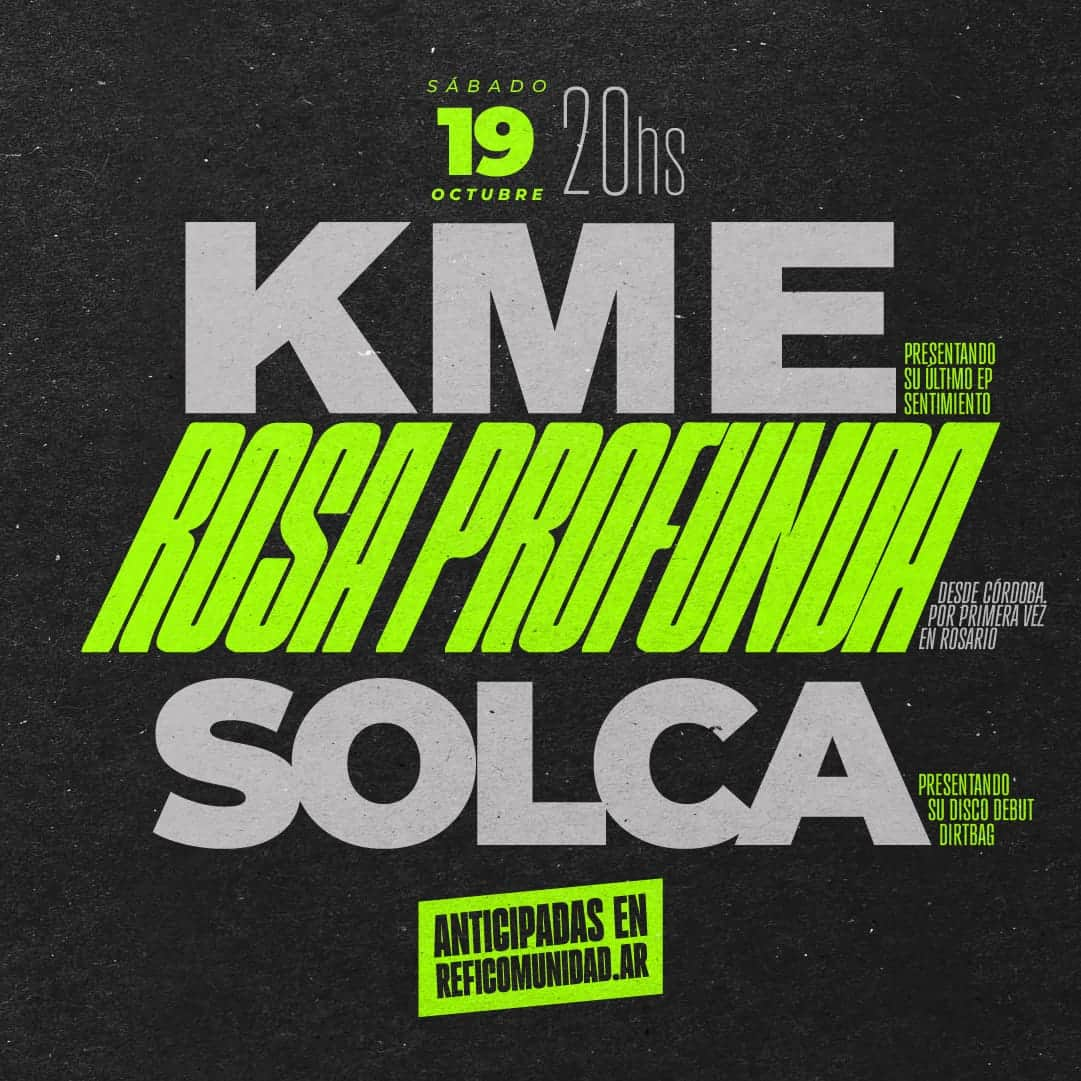 SÁBADO
19
OCTUBRE
20hs
KME
PRESENTANDO
SU ÚLTIMO EP
SENTIMIENTO
ROSA PROFUNDA
DESDE CÓRDOBA,
POR PRIMERA VEZ
EN ROSARIO
SOLCA
PRESENTANDO
SU DISCO DEBUT
DIRTBAG
ANTICIPADAS EN
REFICOMUNIDAD.AR